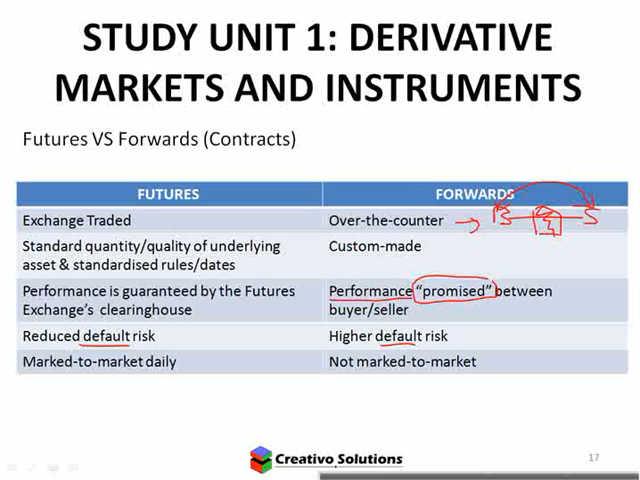 STUDY UNIT 1: DERIVATIVE
MARKETS AND INSTRUMENTS
Futures VS Forwards (Contracts)
FUTURES FORWARDS
Exchange Traded Over-the-counter
Standard quantity/quality of underlying Custom-made
asset & standardised rules/dates
Performance is guaranteed by the Futures Performance “promised” between
Exchange's clearinghouse buyer/seller
Reduced default risk Higher default risk
Marked-to-market daily Not marked-to-market
Creativo Solutions
17